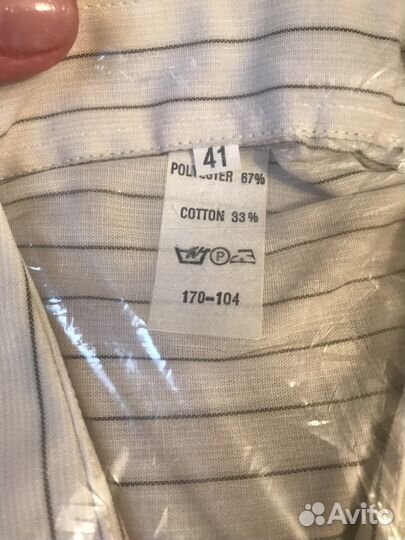 41
POLYESTER 67%
COTTON 33%
P
170-104
Avito